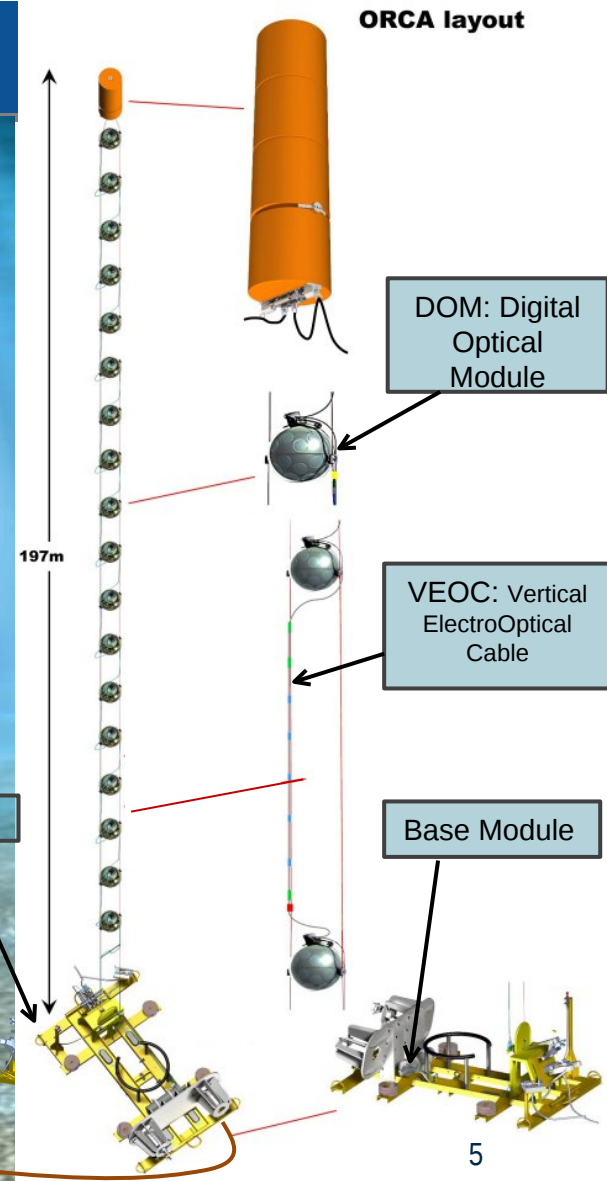 ORCA layout
DOM: Digital
Optical
Module
197m
VEOC: Vertical
ElectroOptical
Cable
Base Module
5